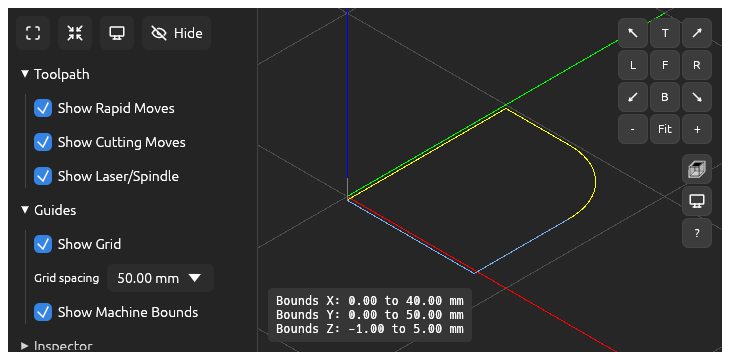 Hide
Toolpath
Show Rapid Moves
Show Cutting Moves
Show Laser/Spindle
Guides
Show Grid
Grid spacing 50.00 mm
Show Machine Bounds
Inspector
T
L F R
B
- Fit +
?
Bounds X: 0.00 to 40.00 mm
Bounds Y: 0.00 to 50.00 mm
Bounds Z: -1.00 to 5.00 mm